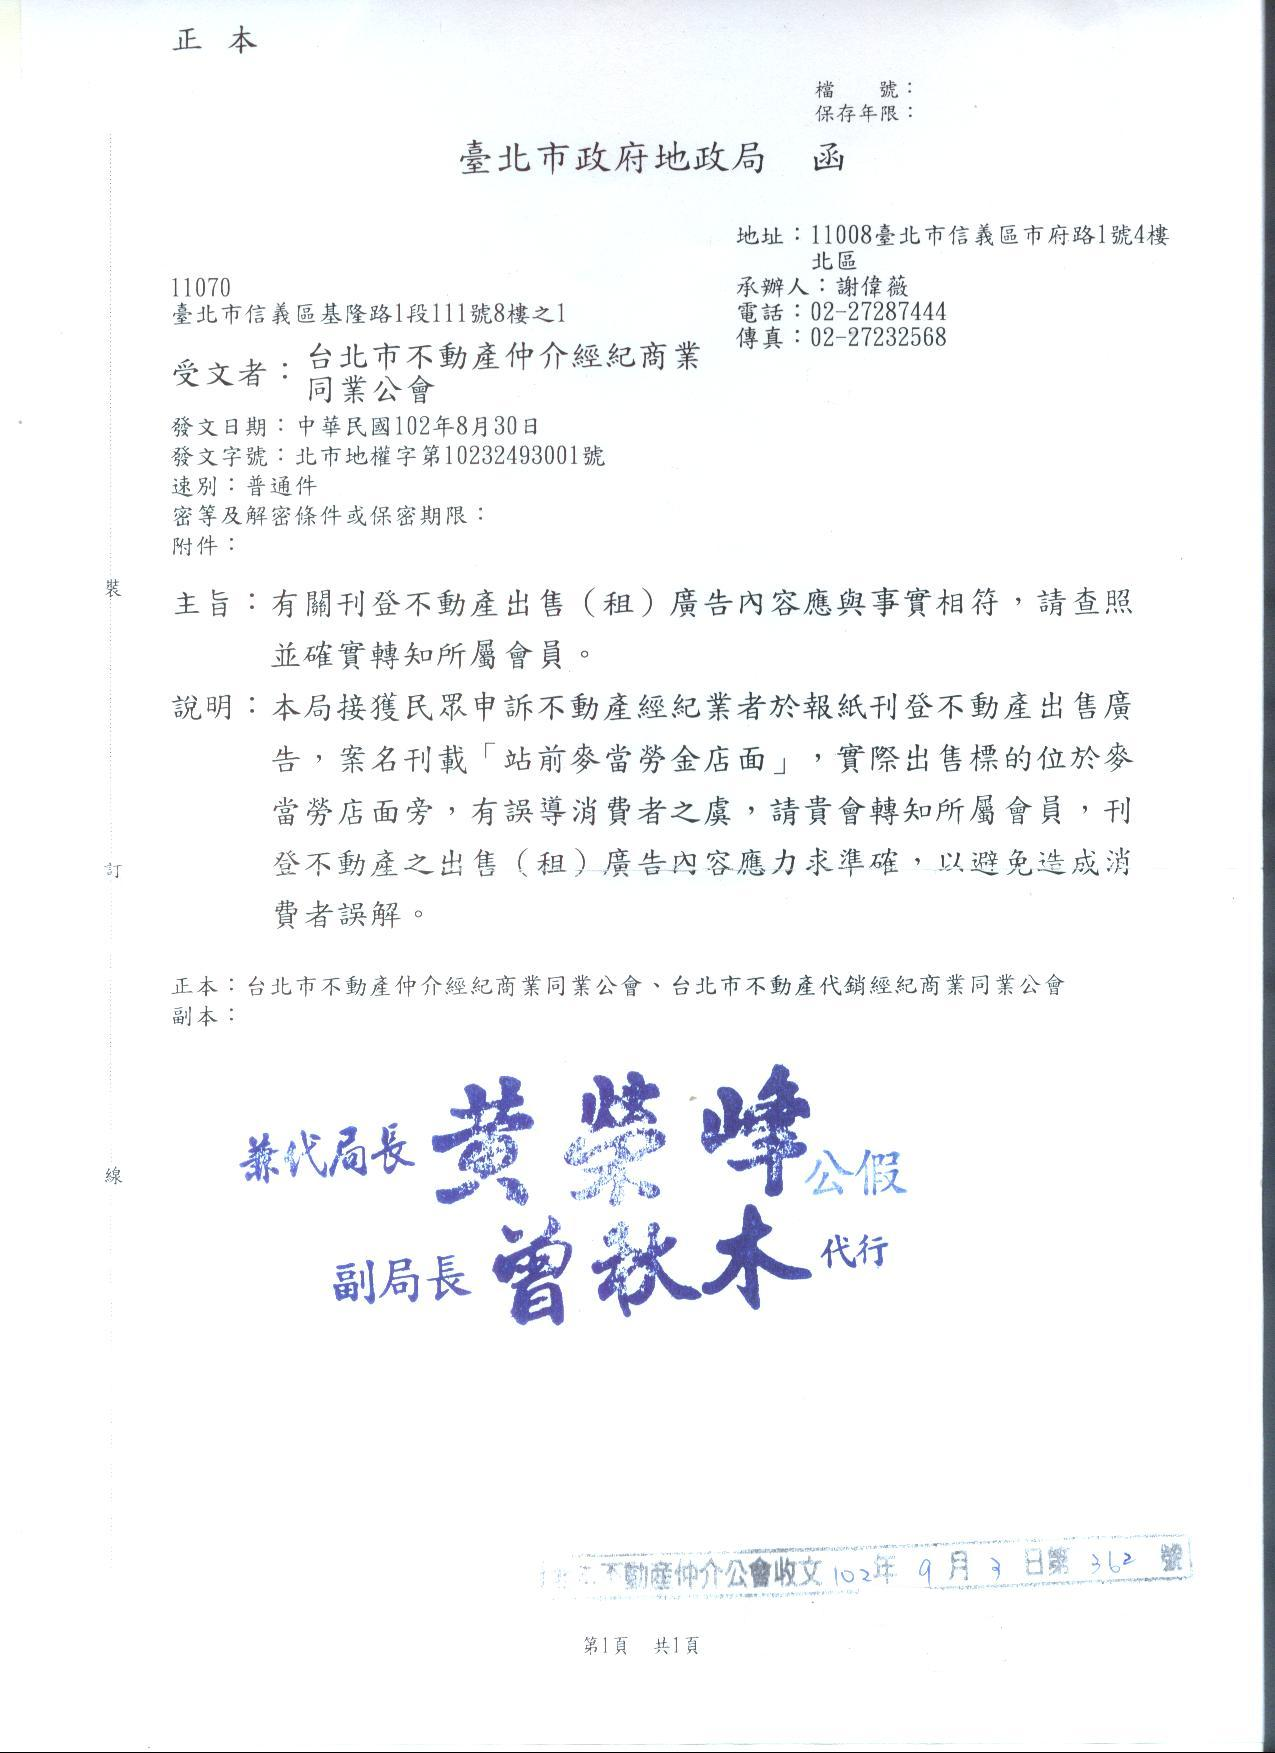 正本
檔　　號：
保存年限：
臺北市政府地政局　函
地址：11008臺北市信義區市府路1號4樓
北區
承辦人：謝偉薇
電話：02-27287444
傳真：02-27232568
11070
臺北市信義區基隆路1段111號8樓之1
受文者：台北市不動產仲介經紀商業
同業公會
發文日期：中華民國102年8月30日
發文字號：北市地權字第10232493001號
速別：普通件
密等及解密條件或保密期限：
附件：
主旨：有關刊登不動產出售（租）廣告內容應與事實相符，請查照
並確實轉知所屬會員。
說明：本局接獲民眾申訴不動產經紀業者於報紙刊登不動產出售廣
告，案名刊載「站前麥當勞金店面」，實際出售標的位於麥
當勞店面旁，有誤導消費者之虞，請貴會轉知所屬會員，刊
登不動產之出售（租）廣告內容應力求準確，以避免造成消
費者誤解。
正本：台北市不動產仲介經紀商業同業公會、台北市不動產代銷經紀商業同業公會
副本：
兼代局長 黃榮峰 公假
副局長 曾秋木 代行
裝
訂
線
不動產仲介公會收文102年9月3日第362號
第1頁　共1頁